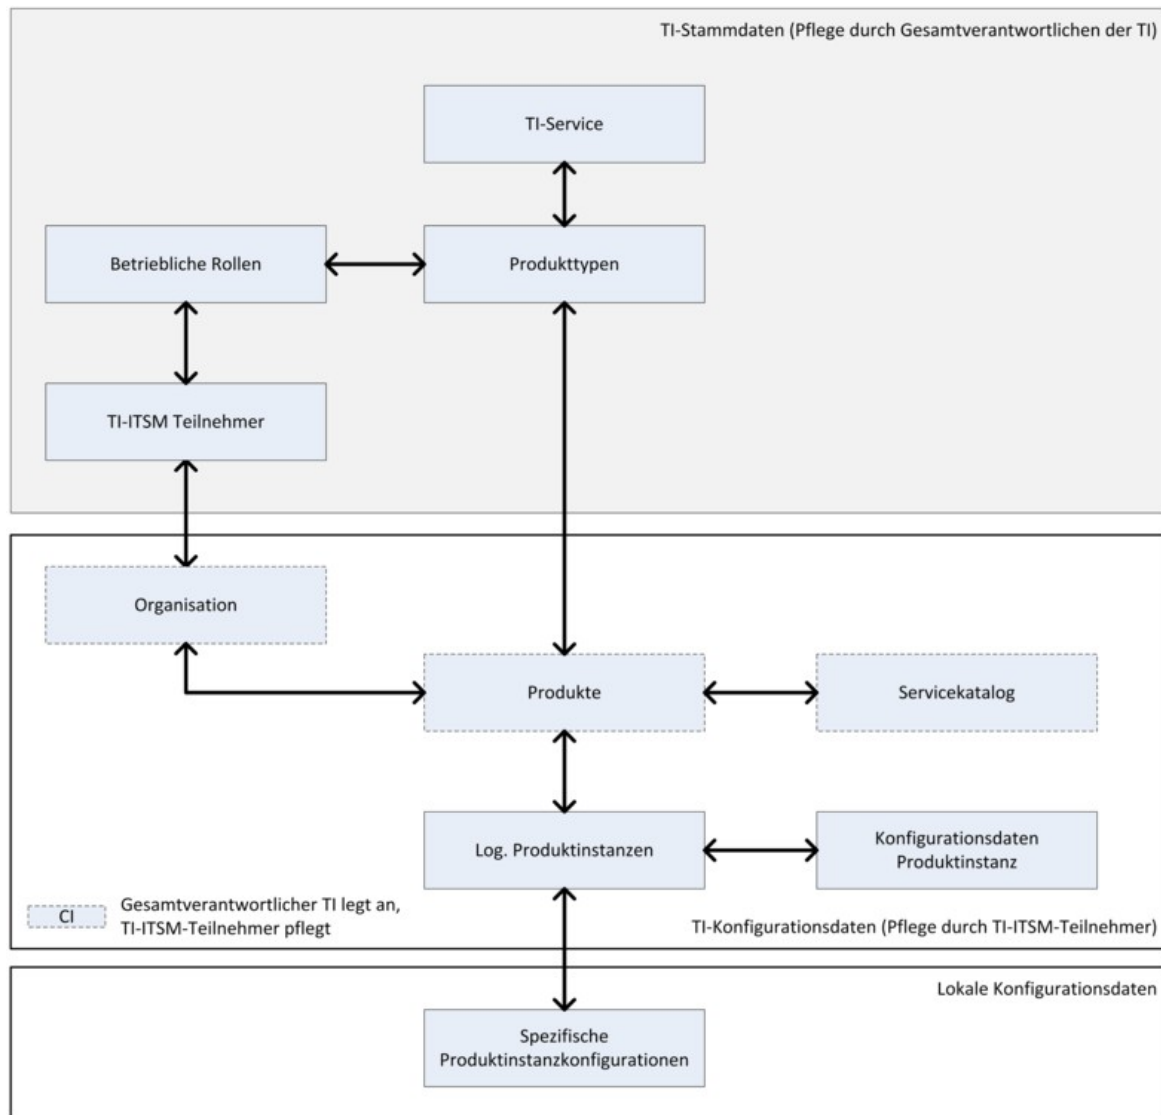 TI-Stammdaten (Pflege durch Gesamtverantwortlichen der TI)
TI-Service
Betriebliche Rollen
Produkttypen
TI-ITSM Teilnehmer
Organisation
Produkte
Servicekatalog
Log. Produktinstanzen
Konfigurationsdaten
Produktinstanz
CI
Gesamtverantwortlicher TI legt an,
TI-ITSM-Teilnehmer pflegt
TI-Konfigurationsdaten (Pflege durch TI-ITSM-Teilnehmer)
Lokale Konfigurationsdaten
Spezifische
Produktinstanzkonfigurationen